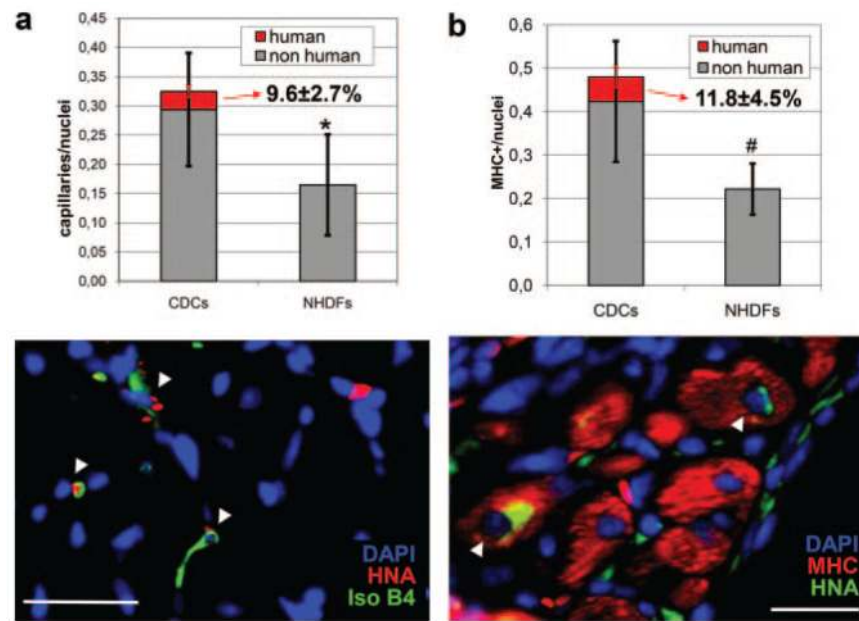 a
capillaries/nuclei
0,45
0,40
0,35
0,30
0,25
0,20
0,15
0,10
0,05
0,00
human
non human
9.6±2.7%
*
CDCs
NHDFs
DAPI
HNA
Iso B4
b
MHC+/nuclei
0,6
0,5
0,4
0,3
0,2
0,1
0,0
human
non human
11.8±4.5%
#
CDCs
NHDFs
DAPI
MHC
HNA